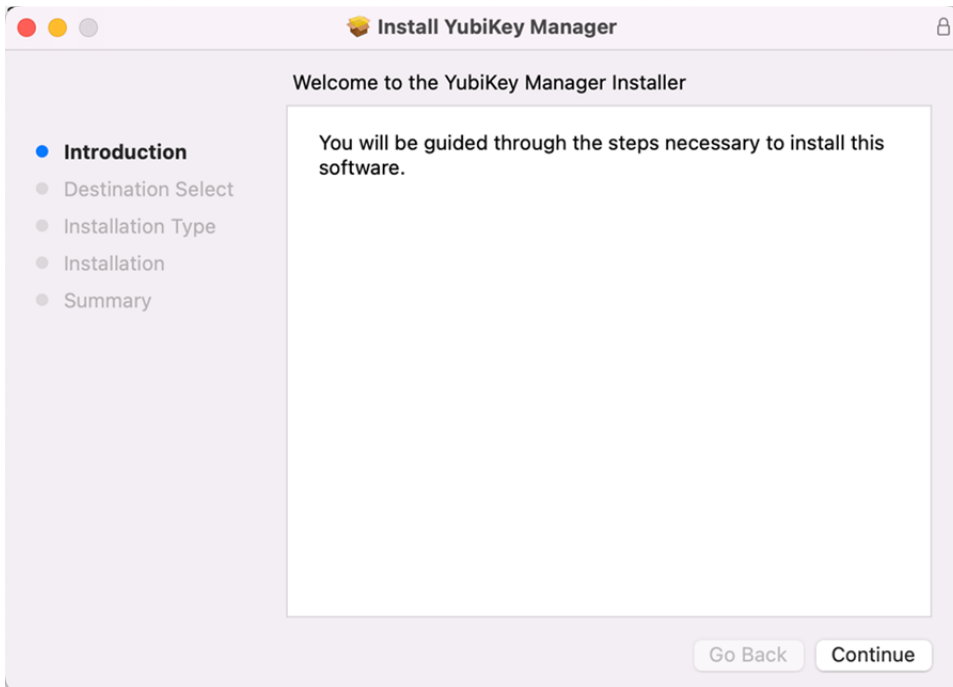 Install YubiKey Manager
Welcome to the YubiKey Manager Installer
Introduction
Destination Select
Installation Type
Installation
Summary
You will be guided through the steps necessary to install this
software.
Go Back
Continue